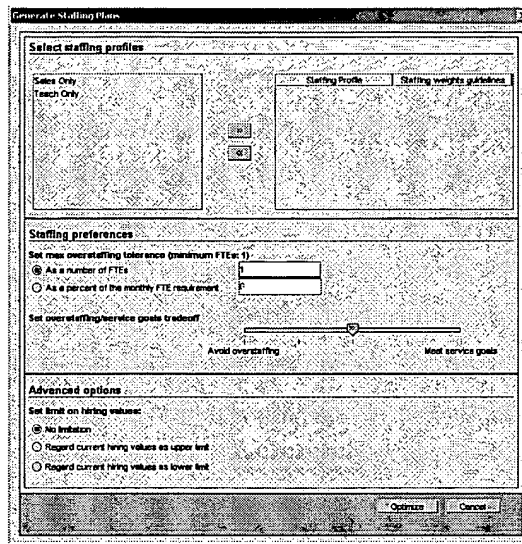 Generate Staffing Plans
Select staffing profiles
Sales Only
Teach Only
Staffing Profile Staffing weights guidelines
Staffing preferences
Set max overstaffing tolerance (minimum FTEs: 1)
As a number of FTEs 1
As a percent of the monthly FTE requirement
Set overstaffing/service goals tradeoff
Avoid overstaffing Meet service goals
Advanced options
Set limit on hiring values:
No limitation
Regard current hiring values as upper limit
Regard current hiring values as lower limit
Optimize Cancel